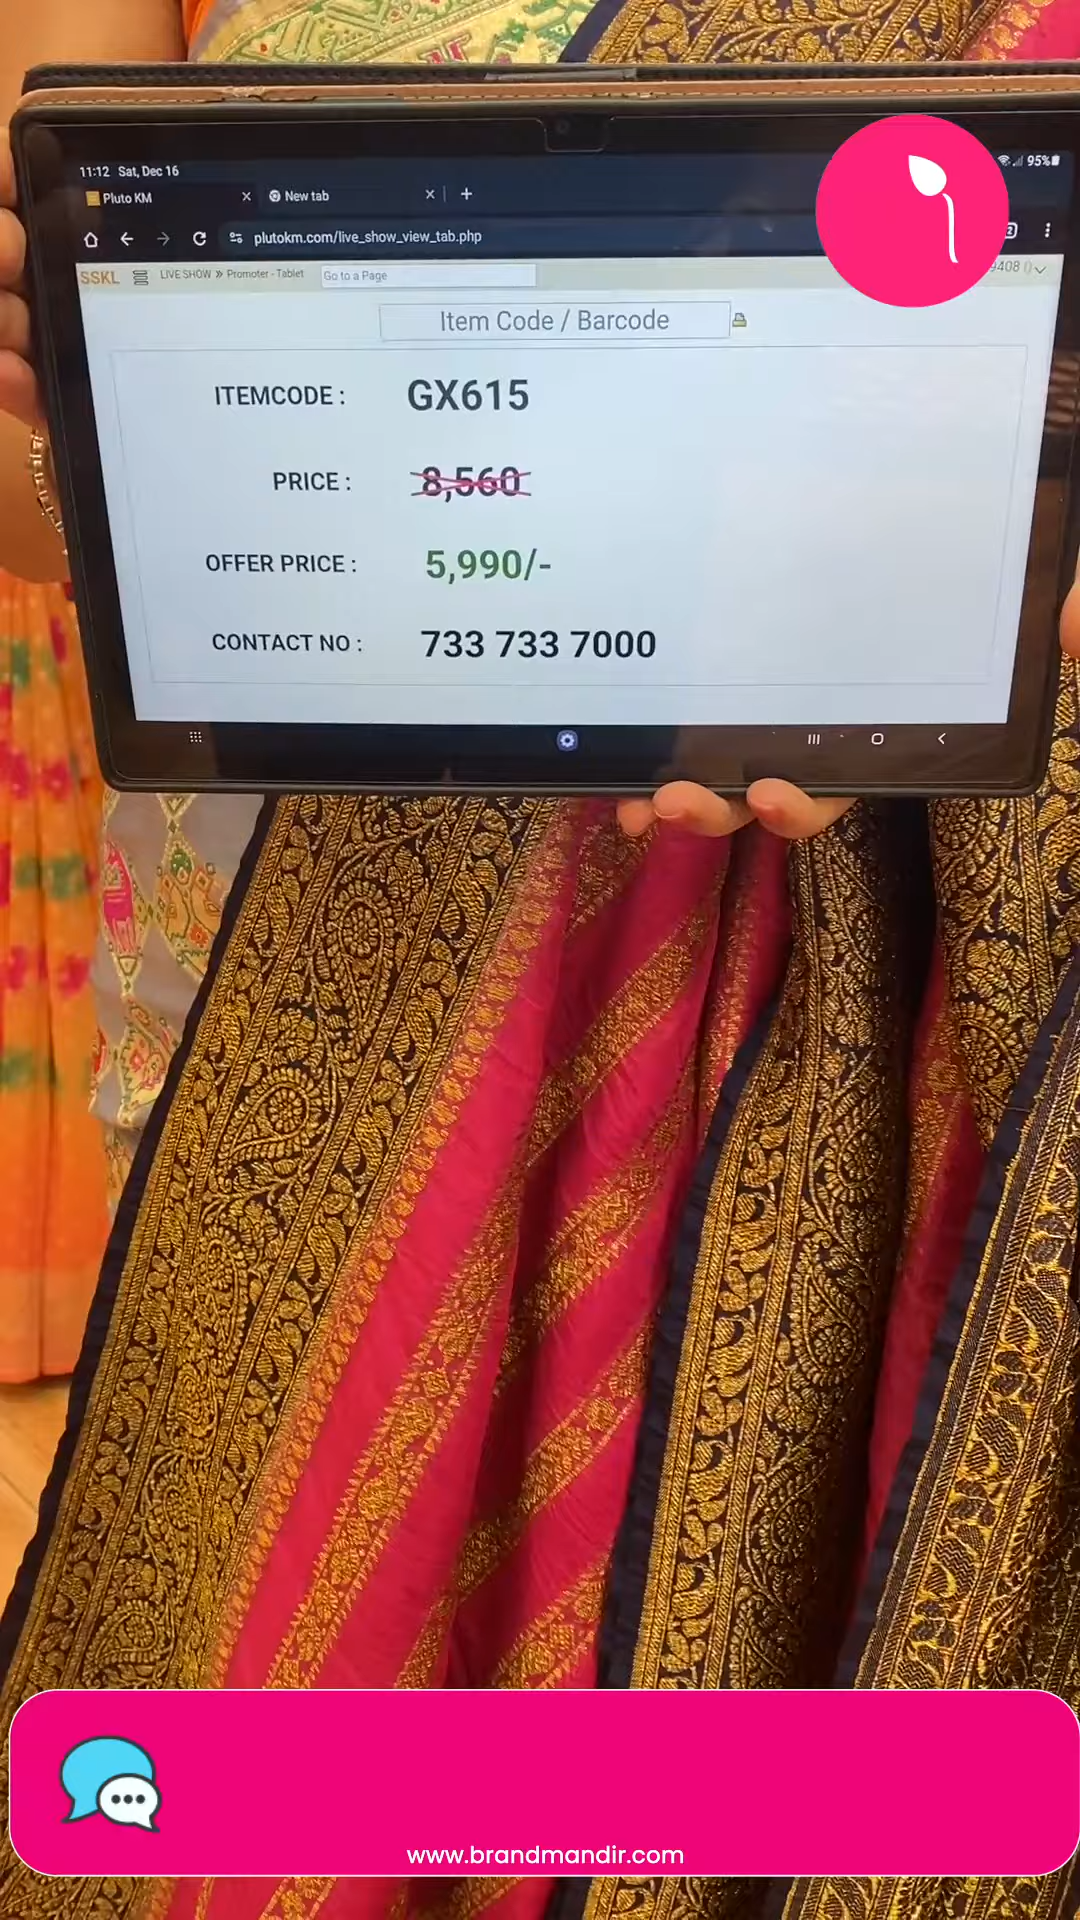 11:12 Sat, Dec 16
95%
Pluto KM
New tab
plutokm.com/live_show_view_tab.php
SSKL
LIVE SHOW » Promoter - Tablet
Go to a Page
9408 ()
Item Code / Barcode
ITEMCODE : GX615
PRICE : 8,560
OFFER PRICE : 5,990/-
CONTACT NO : 733 733 7000
www.brandmandir.com